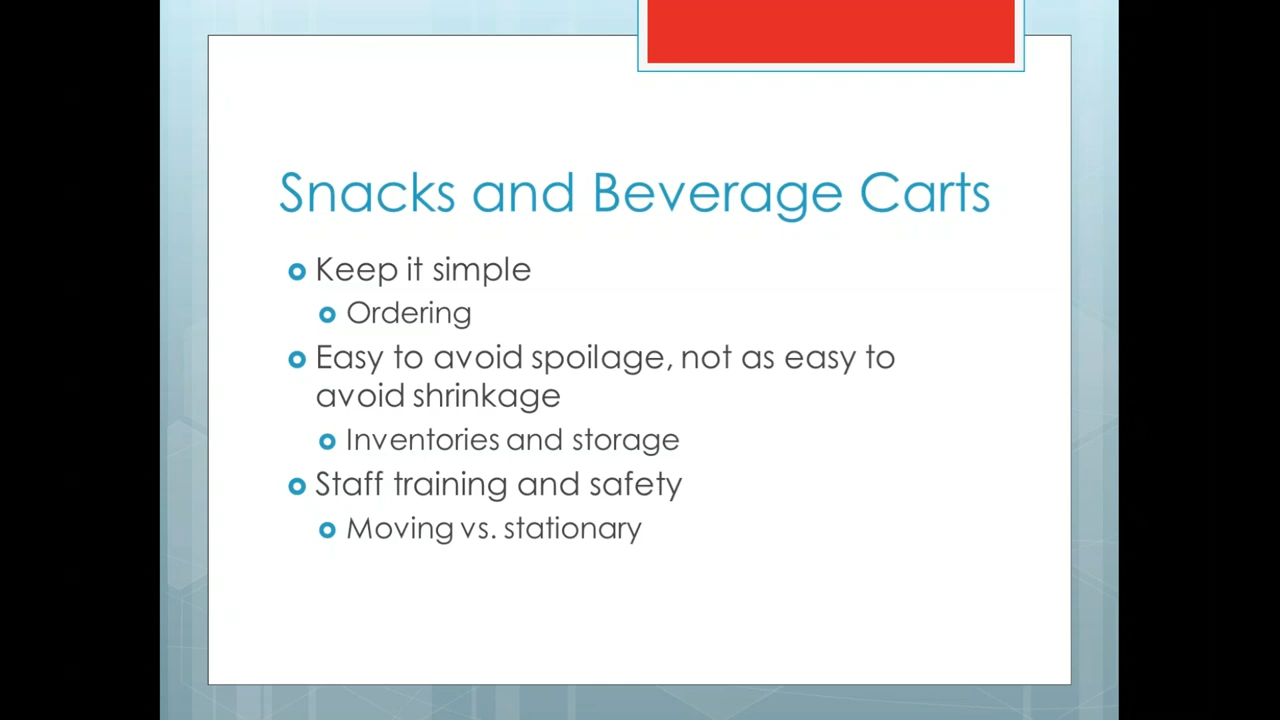 Snacks and Beverage Carts
Keep it simple
Ordering
Easy to avoid spoilage, not as easy to
avoid shrinkage
Inventories and storage
Staff training and safety
Moving vs. stationary